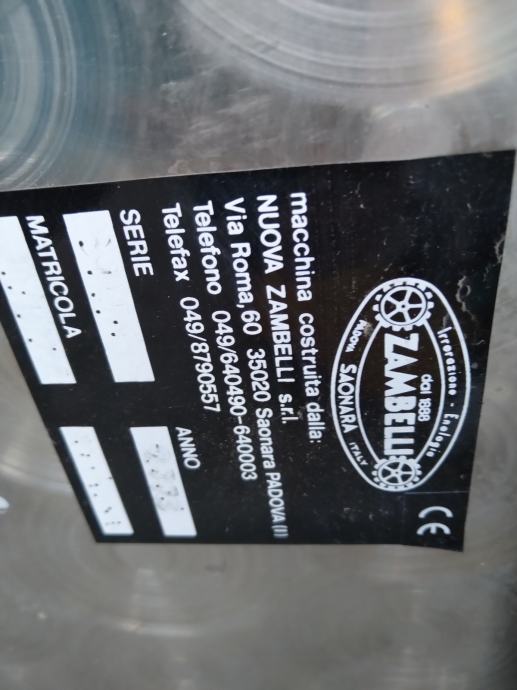 CE
Irrorazione - Enologia
dal 1888
ZAMBELLI
PADOVA SAONARA ITALY
macchina costruita dalla:
NUOVA ZAMBELLI s.r.l.
Via Roma,60 35020 Saonara PADOVA (I)
Telefono 049/640490-640003
Telefax 049/8790557
SERIE
ANNO
MATRICOLA